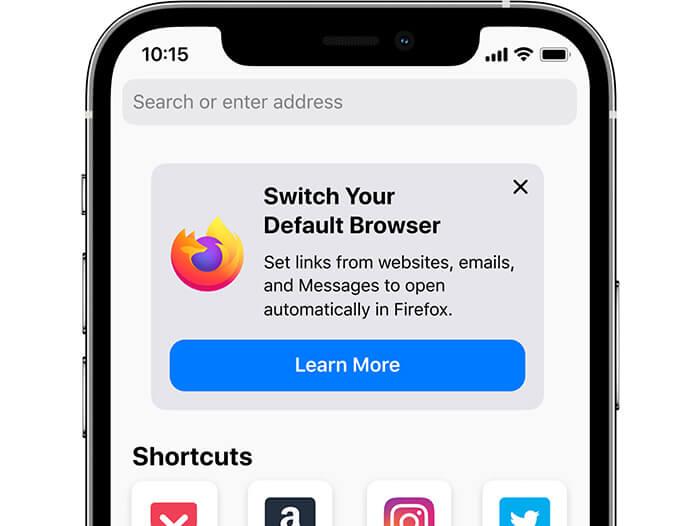 10:15
Search or enter address
Switch Your
Default Browser
Set links from websites, emails,
and Messages to open
automatically in Firefox.
Learn More
Shortcuts
a